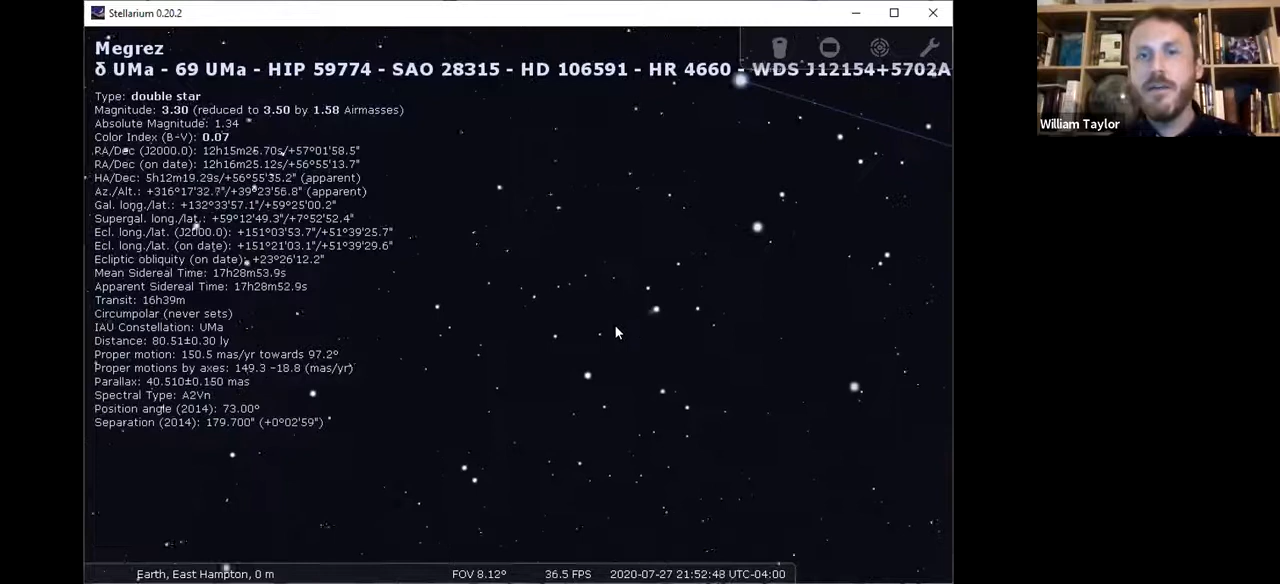 Stellarium 0.20.2
Megrez
δ UMa - 69 UMa - HIP 59774 - SAO 28315 - HD 106591 - HR 4660 - WDS J12154+5702A
Type: double star
Magnitude: 3.30 (reduced to 3.50 by 1.58 Airmasses)
Absolute Magnitude: 1.34
Color Index (B-V): 0.07
RA/Dec (J2000.0): 12h15m25.70s/+57°01'58.5"
RA/Dec (on date): 12h16m25.12s/+56°55'13.7"
HA/Dec: 5h12m19.29s/+56°55'35.2" (apparent)
Az./Alt.: +316°17'32.7"/+39°23'56.8" (apparent)
Gal. long./lat.: +132°33'57.1"/+59°25'00.2"
Supergal. long./lat.: +59°12'49.3"/+7°52'52.4"
Ecl. long./lat. (J2000.0): +151°03'53.7"/+51°39'25.7"
Ecl. long./lat. (on date): +151°21'03.1"/+51°39'29.6"
Ecliptic obliquity (on date): +23°26'12.2"
Mean Sidereal Time: 17h28m53.9s
Apparent Sidereal Time: 17h28m52.9s
Transit: 16h39m
Circumpolar (never sets)
IAU Constellation: UMa
Distance: 80.51±0.30 ly
Proper motion: 150.5 mas/yr towards 97.2°
Proper motions by axes: 149.3 -18.8 (mas/yr)
Parallax: 40.510±0.150 mas
Spectral Type: A2Vn
Position angle (2014): 73.00°
Separation (2014): 179.700" (+0°02'59")
William Taylor
Earth, East Hampton, 0 m FOV 8.12° 36.5 FPS 2020-07-27 21:52:48 UTC-04:00